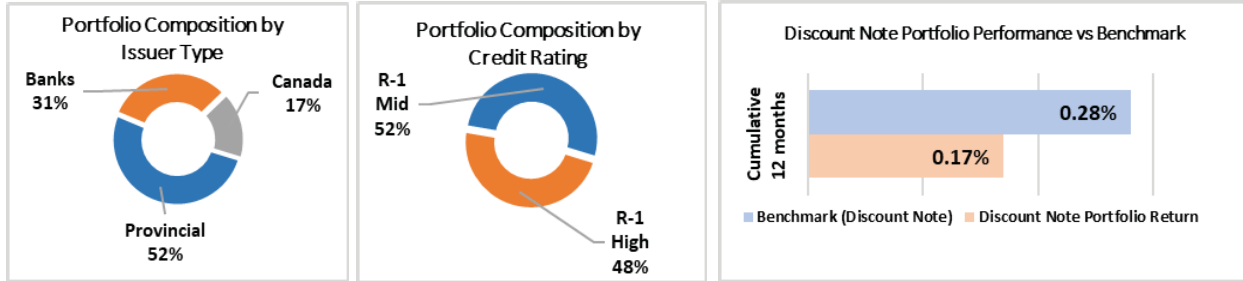 Portfolio Composition by
Issuer Type
Banks
31%
Canada
17%
Provincial
52%
Portfolio Composition by
Credit Rating
R-1
Mid
52%
R-1
High
48%
Discount Note Portfolio Performance vs Benchmark
Cumulative
12 months
0.28%
0.17%
Benchmark (Discount Note)
Discount Note Portfolio Return